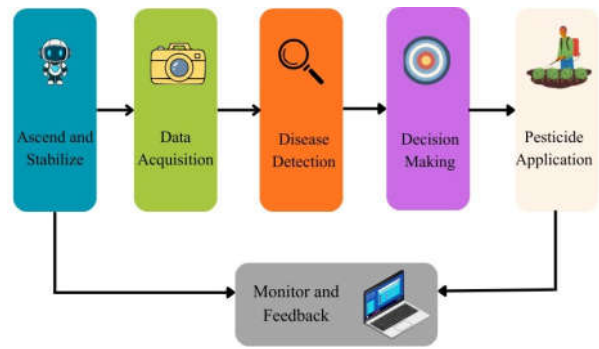 Ascend and
Stabilize
Data
Acquisition
Disease
Detection
Decision
Making
Pesticide
Application
Monitor and
Feedback